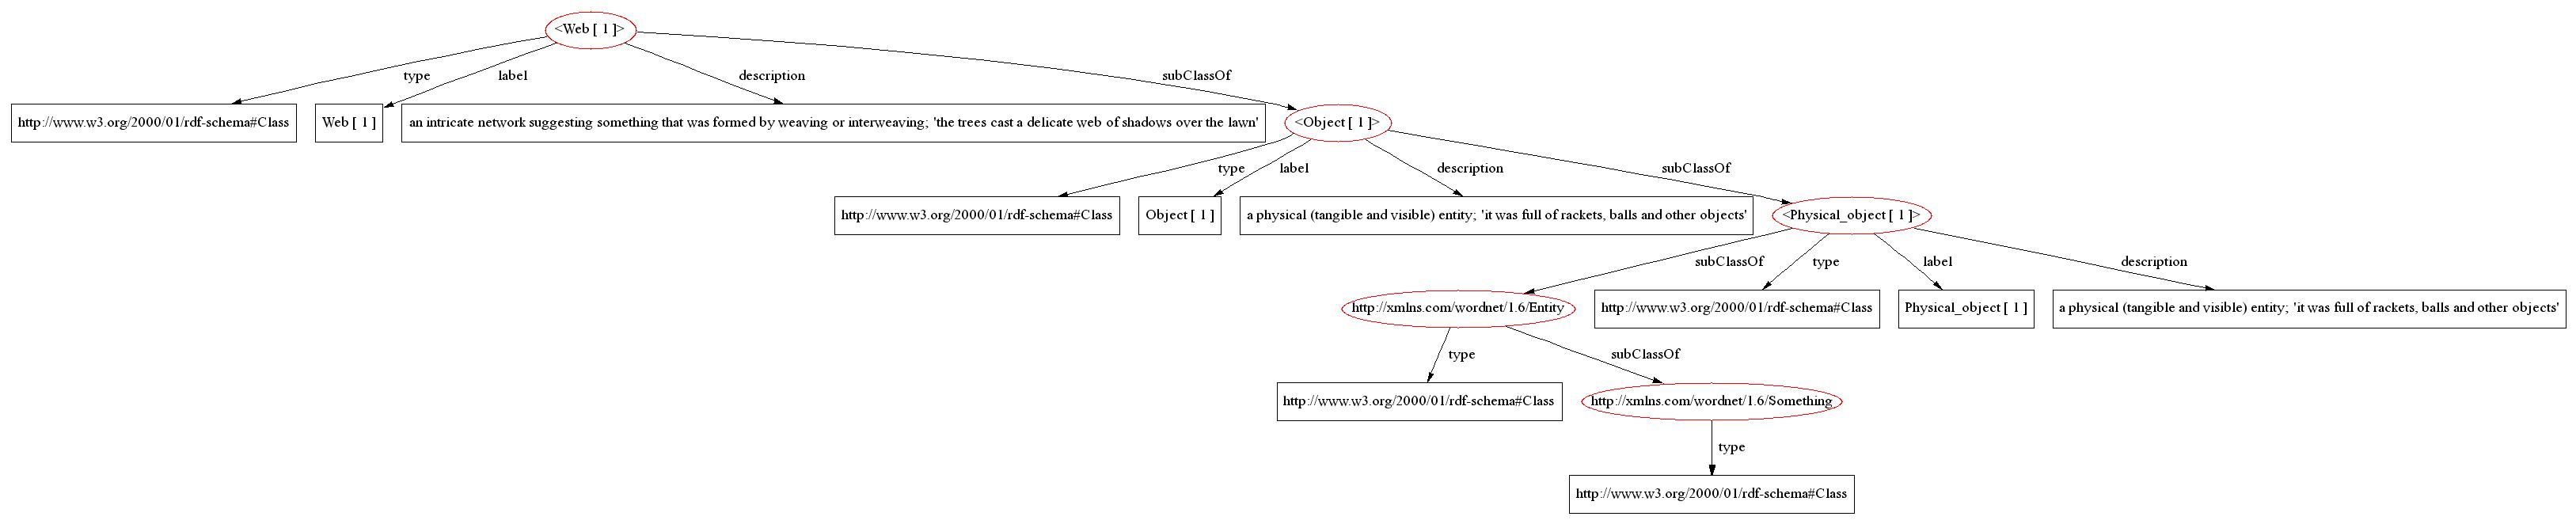 <Web [ 1 ]>
type
label
description
subClassOf
http://www.w3.org/2000/01/rdf-schema#Class
Web [ 1 ]
an intricate network suggesting something that was formed by weaving or interweaving; 'the trees cast a delicate web of shadows over the lawn'
<Object [ 1 ]>
type
label
description
subClassOf
http://www.w3.org/2000/01/rdf-schema#Class
Object [ 1 ]
a physical (tangible and visible) entity; 'it was full of rackets, balls and other objects'
<Physical_object [ 1 ]>
subClassOf
type
label
description
http://xmlns.com/wordnet/1.6/Entity
http://www.w3.org/2000/01/rdf-schema#Class
Physical_object [ 1 ]
a physical (tangible and visible) entity; 'it was full of rackets, balls and other objects'
type
subClassOf
http://www.w3.org/2000/01/rdf-schema#Class
http://xmlns.com/wordnet/1.6/Something
type
http://www.w3.org/2000/01/rdf-schema#Class